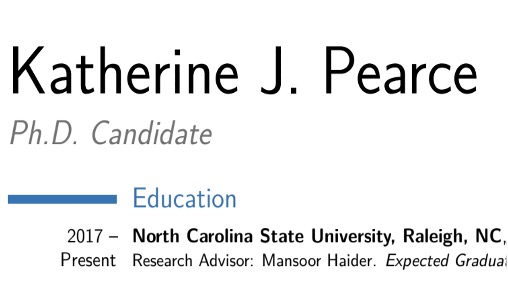 Katherine J. Pearce
Ph.D. Candidate
Education
2017 – North Carolina State University, Raleigh, NC,
Present Research Advisor: Mansoor Haider. Expected